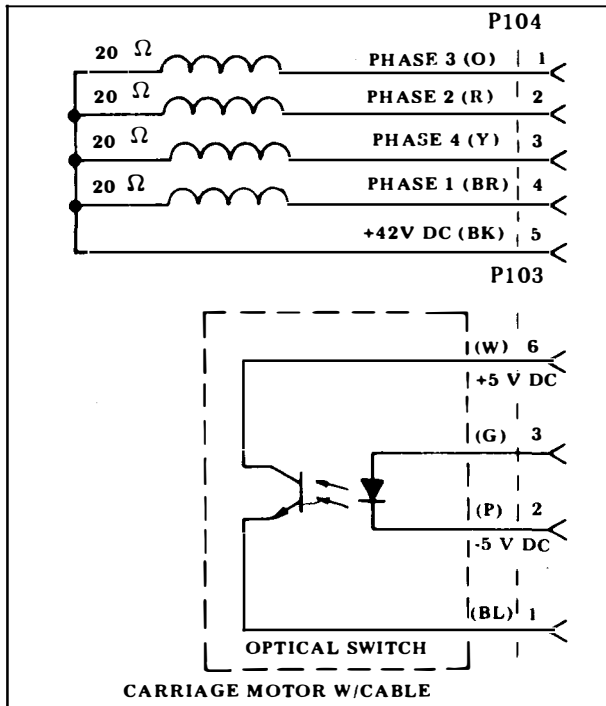 P104
20 Ω PHASE 3 (O) 1
20 Ω PHASE 2 (R) 2
20 Ω PHASE 4 (Y) 3
20 Ω PHASE 1 (BR) 4
+42V DC (BK) 5
P103
(W) 6
+5 V DC
(G) 3
(P) 2
-5 V DC
(BL) 1
OPTICAL SWITCH
CARRIAGE MOTOR W/CABLE